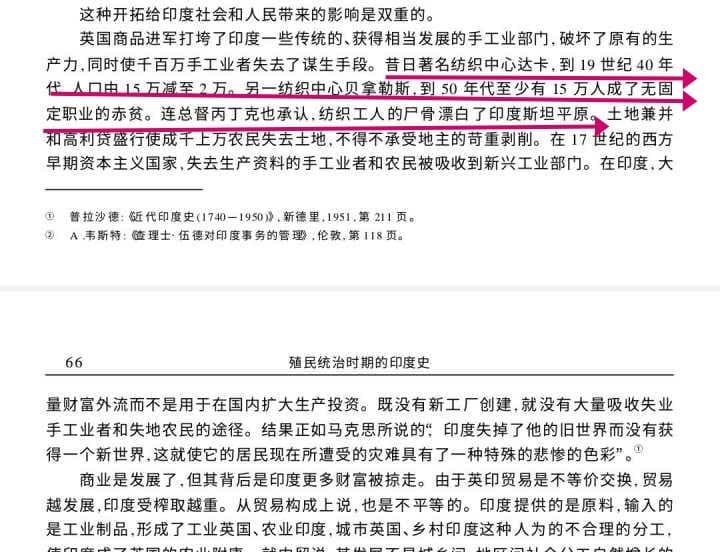 这种开拓给印度社会和人民带来的影响是双重的。
英国商品进军打垮了印度一些传统的、获得相当发展的手工业部门,破坏了原有的生
产力,同时使千百万手工业者失去了谋生手段。昔日著名纺织中心达卡,到 19 世纪 40 年
代,人口由 15 万减至 2 万。另一纺织中心贝拿勒斯,到 50 年代至少有 15 万人成了无固
定职业的赤贫。连总督丙丁克也承认,纺织工人的尸骨漂白了印度斯坦平原。土地兼并
和高利贷盛行使成千上万农民失去土地,不得不承受地主的苛重剥削。在 17 世纪的西方
早期资本主义国家,失去生产资料的手工业者和农民被吸收到新兴工业部门。在印度,大
① 普拉沙德:《近代印度史(1740—1950)》,新德里,1951,第 211 页。
② A.韦斯特:《查理士·伍德对印度事务的管理》,伦敦,第 118 页。
66 殖民统治时期的印度史
量财富外流而不是用于在国内扩大生产投资。既没有新工厂创建,就没有大量吸收失业
手工业者和失地农民的途径。结果正如马克思所说的“,印度失掉了他的旧世界而没有获
得一个新世界,这就使它的居民现在所遭受的灾难具有了一种特殊的悲惨的色彩”。①
商业是发展了,但其背后是印度更多财富被掠走。由于英印贸易是不等价交换,贸易
越发展,印度受榨取越重。从贸易构成上说,也是不平等的。印度提供的是原料,输入的
是工业制品,形成了工业英国、农业印度,城市英国、乡村印度这种人为的不合理的分工,